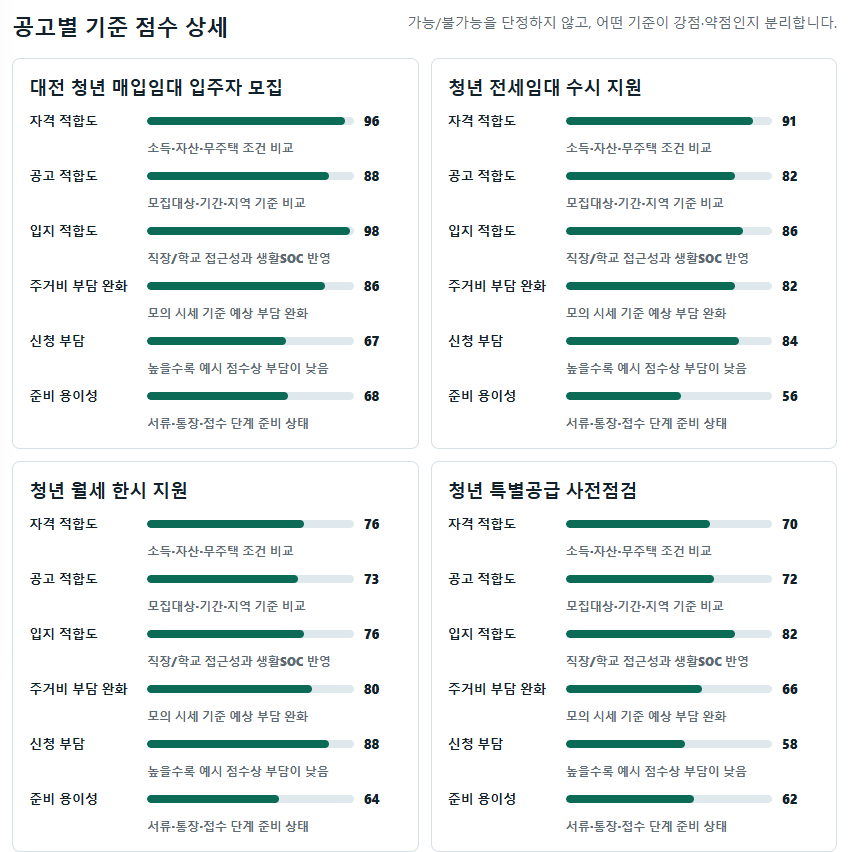 공고별 기준 점수 상세
가능/불가능을 단정하지 않고, 어떤 기준이 강점·약점인지 분리합니다.
대전 청년 매입임대 입주자 모집
자격 적합도 96
소득·자산·무주택 조건 비교
공고 적합도 88
모집대상·기간·지역 기준 비교
입지 적합도 98
직장/학교 접근성과 생활SOC 반영
주거비 부담 완화 86
모의 시세 기준 예상 부담 완화
신청 부담 67
높을수록 예시 점수상 부담이 낮음
준비 용이성 68
서류·통장·접수 단계 준비 상태
청년 전세임대 수시 지원
자격 적합도 91
소득·자산·무주택 조건 비교
공고 적합도 82
모집대상·기간·지역 기준 비교
입지 적합도 86
직장/학교 접근성과 생활SOC 반영
주거비 부담 완화 82
모의 시세 기준 예상 부담 완화
신청 부담 84
높을수록 예시 점수상 부담이 낮음
준비 용이성 56
서류·통장·접수 단계 준비 상태
청년 월세 한시 지원
자격 적합도 76
소득·자산·무주택 조건 비교
공고 적합도 73
모집대상·기간·지역 기준 비교
입지 적합도 76
직장/학교 접근성과 생활SOC 반영
주거비 부담 완화 80
모의 시세 기준 예상 부담 완화
신청 부담 88
높을수록 예시 점수상 부담이 낮음
준비 용이성 64
서류·통장·접수 단계 준비 상태
청년 특별공급 사전점검
자격 적합도 70
소득·자산·무주택 조건 비교
공고 적합도 72
모집대상·기간·지역 기준 비교
입지 적합도 82
직장/학교 접근성과 생활SOC 반영
주거비 부담 완화 66
모의 시세 기준 예상 부담 완화
신청 부담 58
높을수록 예시 점수상 부담이 낮음
준비 용이성 62
서류·통장·접수 단계 준비 상태